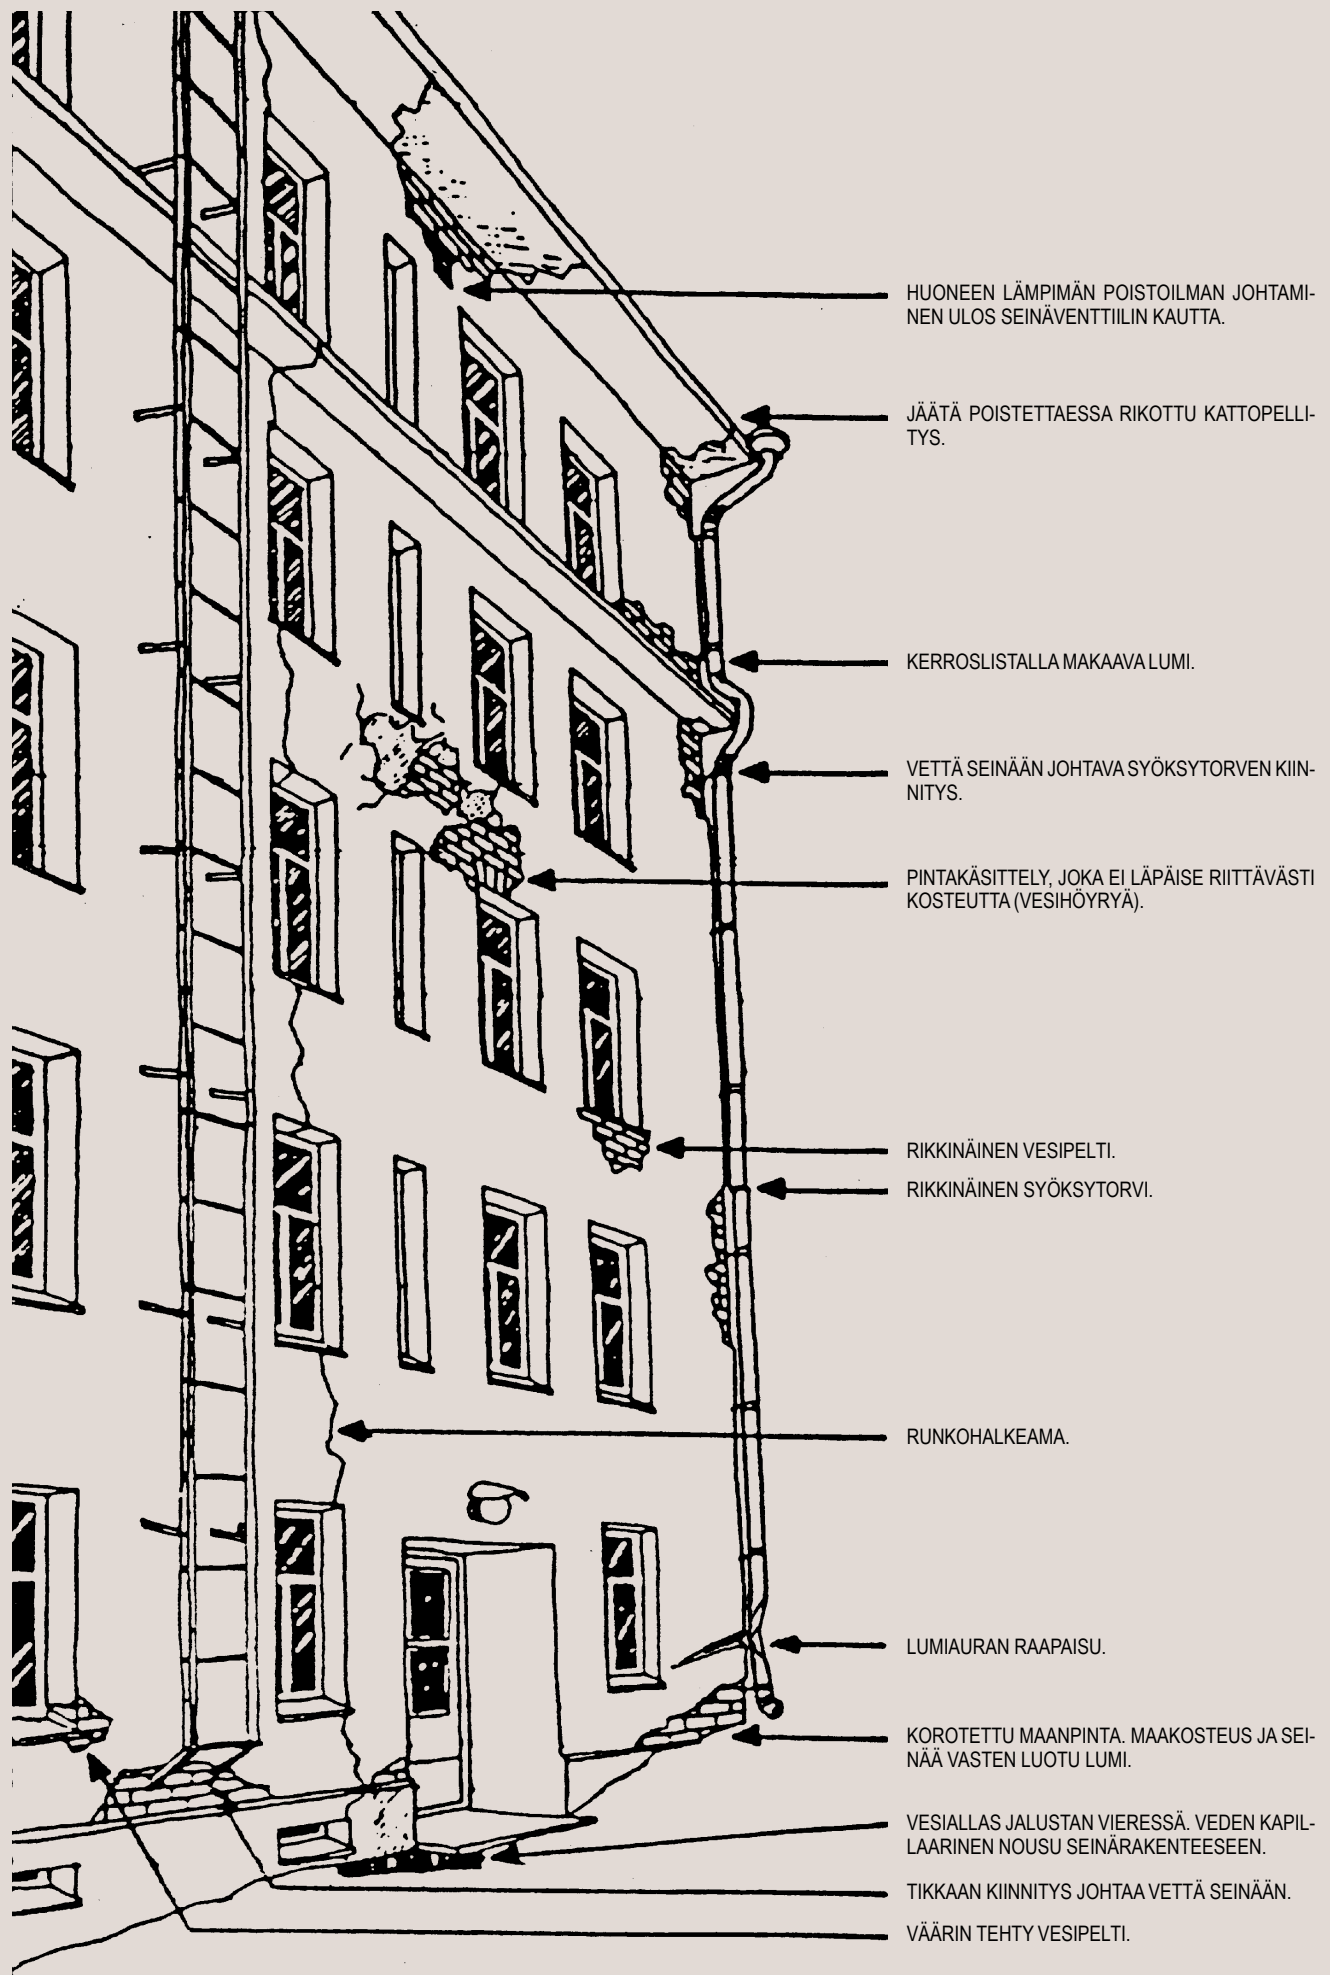 HUONEEN LÄMPIMÄN POISTOILMAN JOHTAMI-
NEN ULOS SEINÄVENTTIILIN KAUTTA.
JÄÄTÄ POISTETTAESSA RIKOTTU KATTOPELLI-
TYS.
KERROSLISTALLA MAKAAVA LUMI.
VETTÄ SEINÄÄN JOHTAVA SYÖKSYTORVEN KIIN-
NITYS.
PINTAKÄSITTELY, JOKA EI LÄPÄISE RIITTÄVÄSTI
KOSTEUTTA (VESIHÖYRYÄ).
RIKKINÄINEN VESIPELTI.
RIKKINÄINEN SYÖKSYTORVI.
RUNKOHALKEAMA.
LUMIAURAN RAAPAISU.
KOROTETTU MAANPINTA. MAAKOSTEUS JA SEI-
NÄÄ VASTEN LUOTU LUMI.
VESIALLAS JALUSTAN VIERESSÄ. VEDEN KAPIL-
LAARINEN NOUSU SEINÄRAKENTEESEEN.
TIKKAAN KIINNITYS JOHTAA VETTÄ SEINÄÄN.
VÄÄRIN TEHTY VESIPELTI.